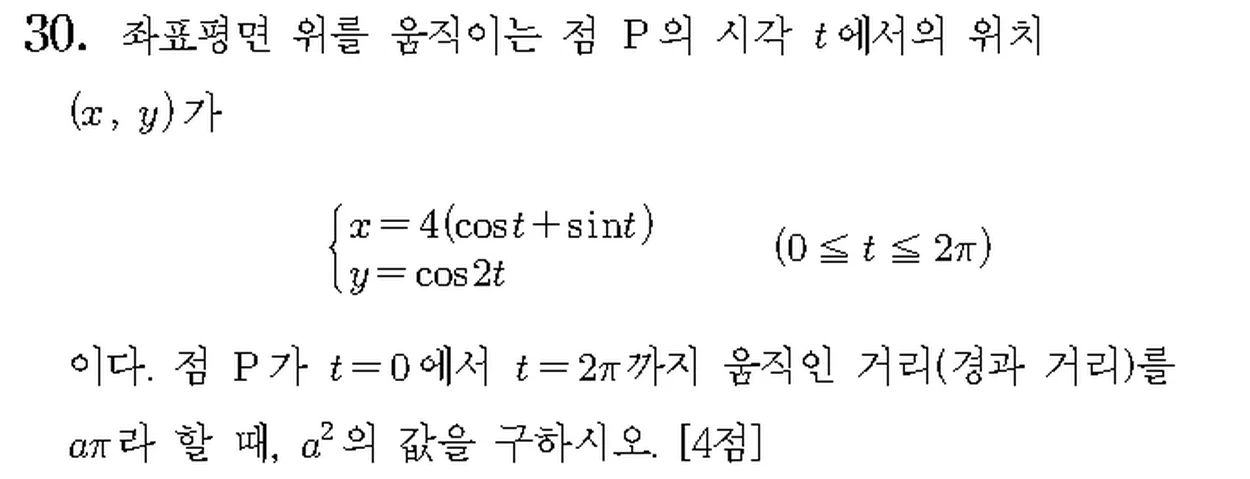 30. 좌표평면 위를 움직이는 점 P의 시각 t에서의 위치
(x, y)가
x=4(cost+sint)
y=cos2t
(0≦t≦2π)
이다. 점 P가 t=0에서 t=2π까지 움직인 거리(경과 거리)를
aπ라 할 때, a²의 값을 구하시오. [4점]